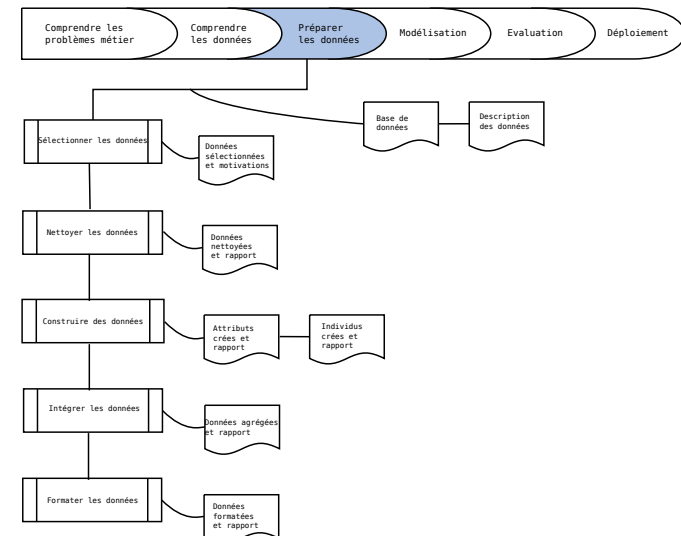 Comprendre les
problèmes métier
Comprendre
les données
Préparer
les données
Modélisation
Evaluation
Déploiement
Base de
données
Description
des données
Sélectionner les données
Données
sélectionnées
et motivations
Nettoyer les données
Données
nettoyées
et rapport
Construire des données
Attributs
crées et
rapport
Individus
crées et
rapport
Intégrer les données
Données agrégées
et rapport
Formater les données
Données
formatées
et rapport